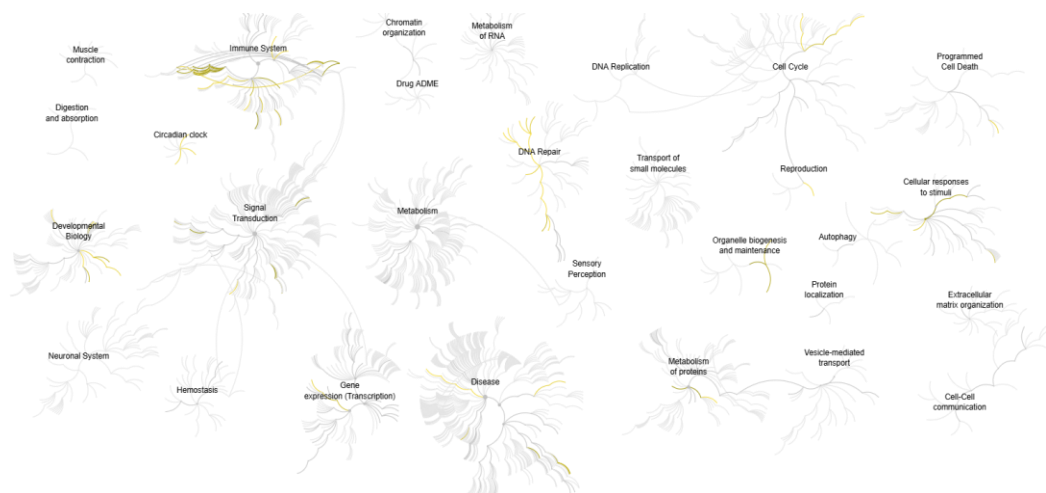 Muscle
contraction
Immune System
Chromatin
organization
Metabolism
of RNA
DNA Replication
Cell Cycle
Programmed
Cell Death
Drug ADME
Digestion
and absorption
Circadian clock
DNA Repair
Transport of
small molecules
Reproduction
Cellular responses
to stimuli
Developmental
Biology
Signal
Transduction
Metabolism
Organelle biogenesis
and maintenance
Autophagy
Sensory
Perception
Protein
localization
Extracellular
matrix organization
Neuronal System
Hemostasis
Gene
expression (Transcription)
Disease
Metabolism
of proteins
Vesicle-mediated
transport
Cell-Cell
communication